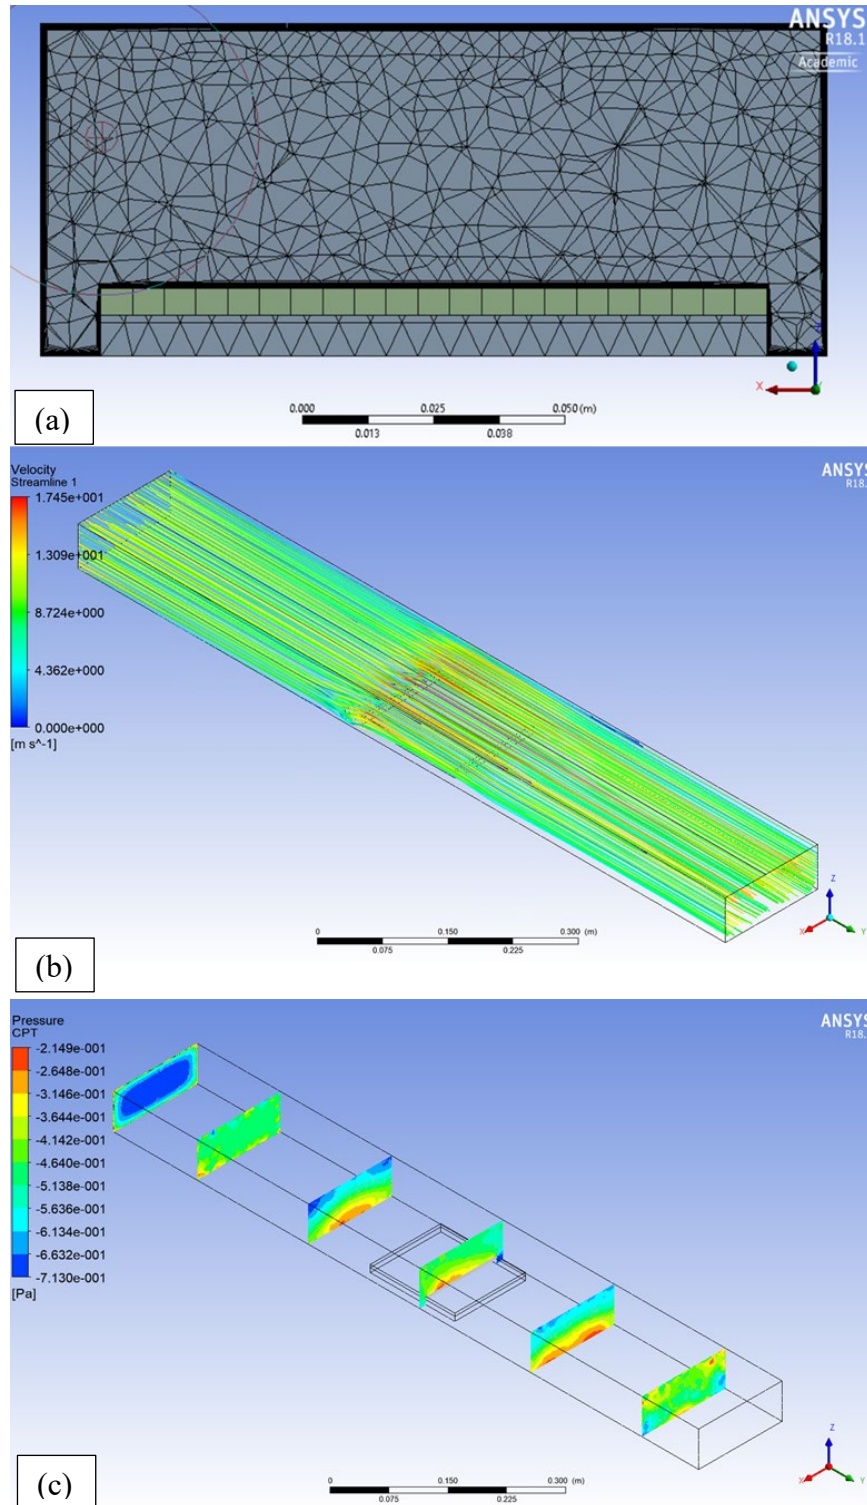 ANSYS
R18.1
Academic
Z
X
Y
0.000 0.025 0.050 (m)
0.013 0.038
(a)
Velocity
Streamline 1
ANSYS
R18.
1.745e+001
1.309e+001
8.724e+000
4.362e+000
0.000e+000
[m s^-1]
Z
X Y
0 0.150 0.300 (m)
0.075 0.225
(b)
Pressure
CPT
ANSYS
R18.
-2.149e-001
-2.648e-001
-3.146e-001
-3.644e-001
-4.142e-001
-4.640e-001
-5.138e-001
-5.636e-001
-6.134e-001
-6.632e-001
-7.130e-001
[Pa]
Z
X Y
0 0.150 0.300 (m)
0.075 0.225
(c)